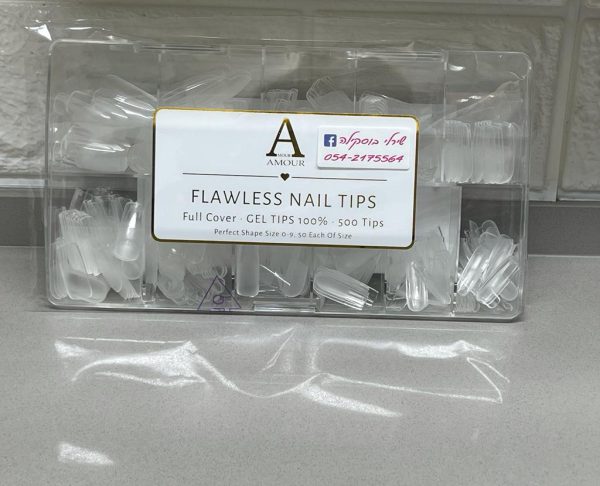 A
HOUR
AMOUR
שירלי בוסקילה
054-2175564
FLAWLESS NAIL TIPS
Full Cover · GEL TIPS 100% · 500 Tips
Perfect Shape Size 0-9, 50 Each Of Size